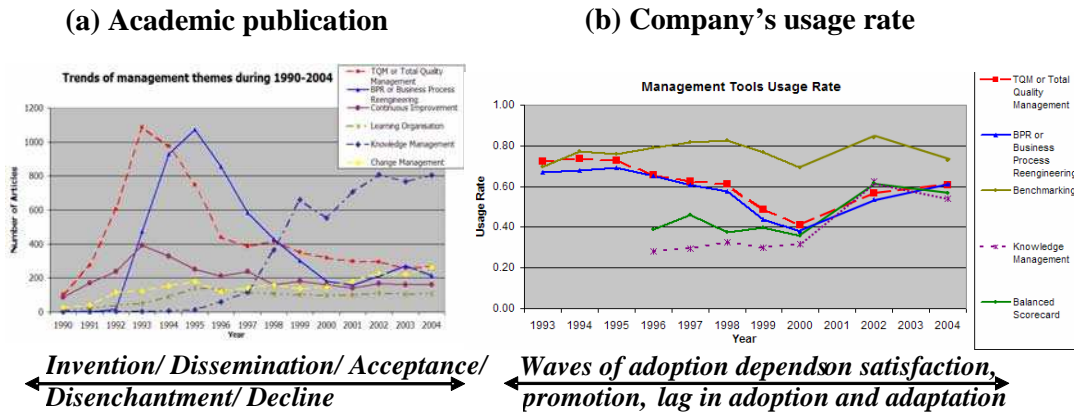 (a) Academic publication
(b) Company's usage rate
Trends of management themes during 1990-2004
TQM or Total Quality
Management
BPR or Business Process
Reengineering
Continuous Improvement
Learning Organisation
Knowledge Management
Change Management
1200
1000
800
600
400
200
0
Number of Articles
1990 1991 1992 1993 1994 1995 1996 1997 1998 1999 2000 2001 2002 2003 2004
Year
Management Tools Usage Rate
1.00
0.80
0.60
0.40
0.20
0.00
Usage Rate
1993 1994 1995 1996 1997 1998 1999 2000 2002 2003 2004
Year
TQM or Total
Quality
Management
BPR or
Business
Process
Reengineering
Benchmarking
Knowledge
Management
Balanced
Scorecard
Invention/ Dissemination/ Acceptance/
Disenchantment/ Decline
Waves of adoption depends on satisfaction,
promotion, lag in adoption and adaptation